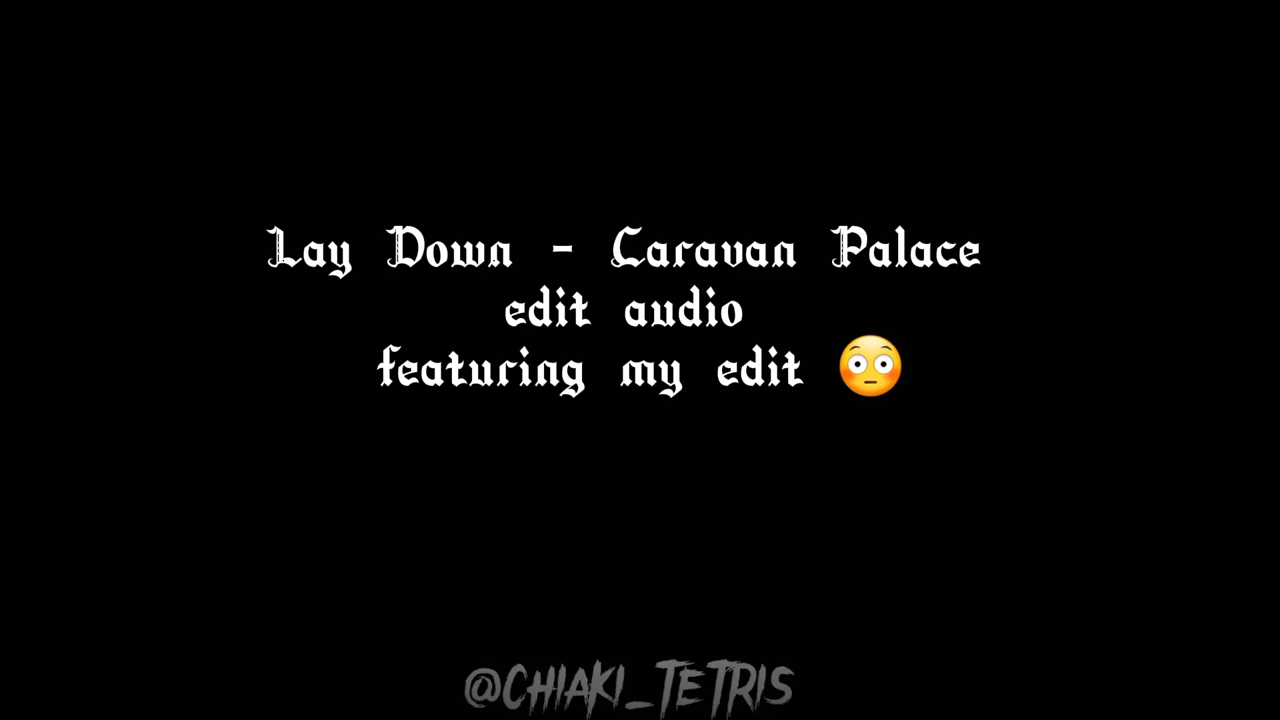 Lay Down - Caravan Palace
edit audio
featuring my edit 😳
@CHIAKI_TETRIS